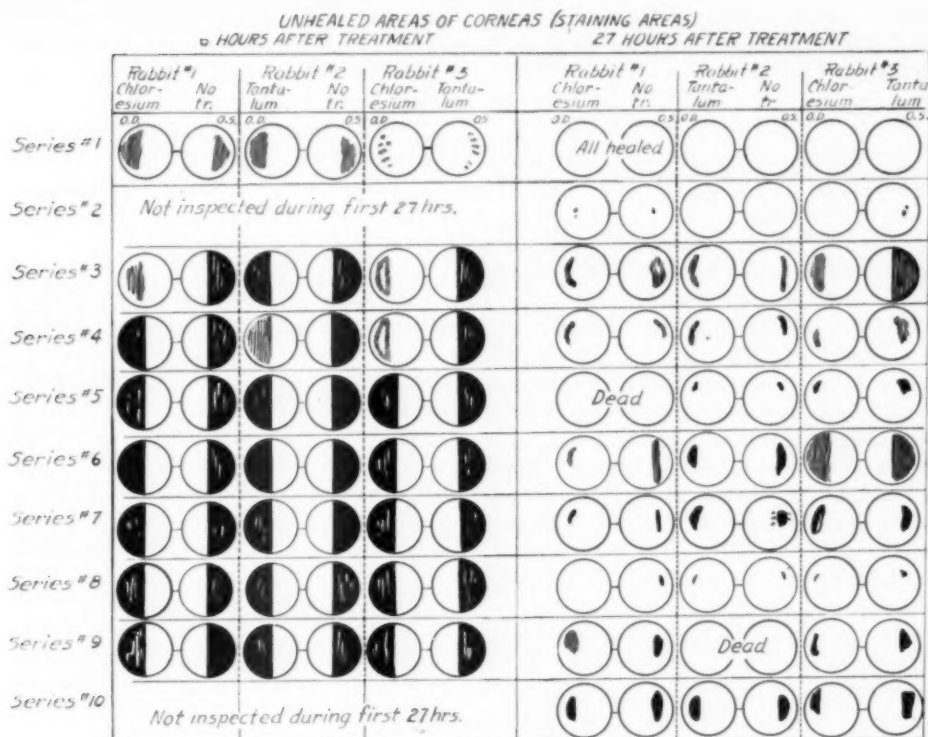 UNHEALED AREAS OF CORNEAS (STAINING AREAS)
0 HOURS AFTER TREATMENT 27 HOURS AFTER TREATMENT
Rabbit #1 Rabbit #2 Rabbit #3 Rabbit #1 Rabbit #2 Rabbit #3
Chlor- No Tanta- No Chlor- Tanta- Chlor- No Tanta- No Chlor- Tanta
esium tr. lum tr. esium lum esium tr. lum tr. esium lum
O.D. O.S. O.D. O.S. O.D. O.S. O.D. O.S. O.D. O.S. O.D. O.S.
Series #1 All healed
Series #2 Not inspected during first 27 hrs.
Series #3
Series #4
Series #5 Dead
Series #6
Series #7
Series #8
Series #9 Dead
Series #10 Not inspected during first 27 hrs.